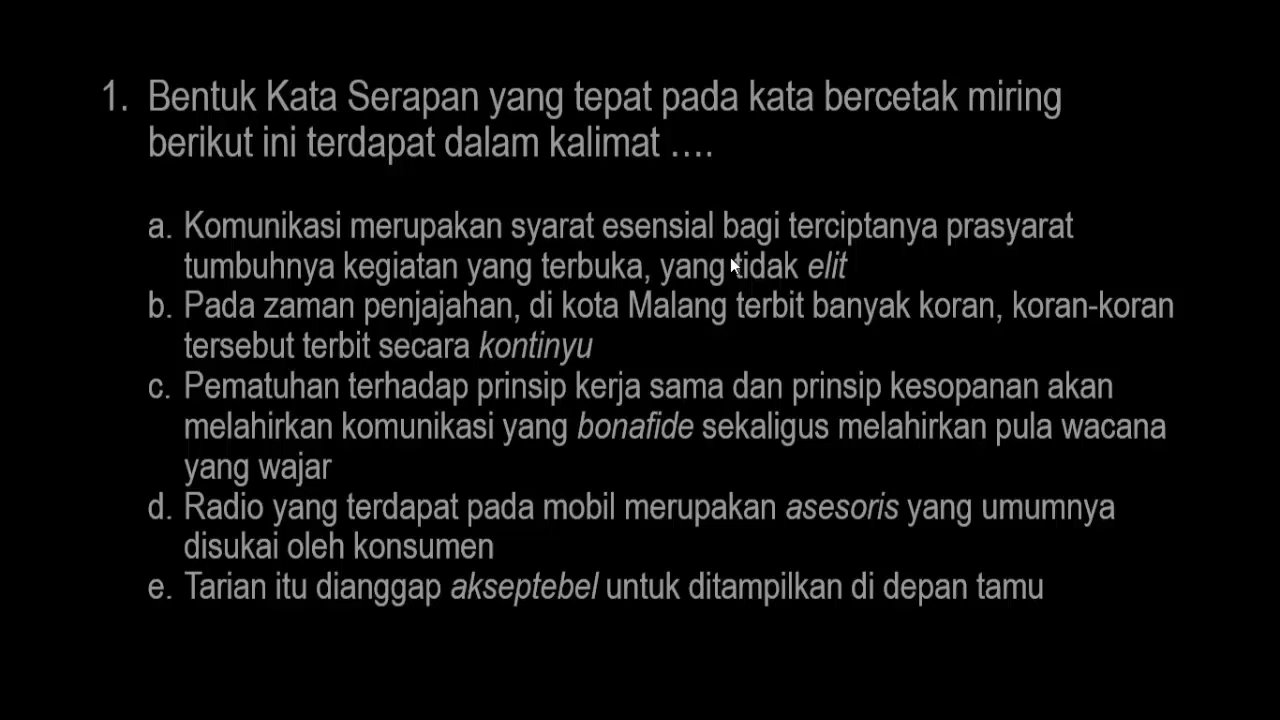 1. Bentuk Kata Serapan yang tepat pada kata bercetak miring
berikut ini terdapat dalam kalimat ….
a. Komunikasi merupakan syarat esensial bagi terciptanya prasyarat
tumbuhnya kegiatan yang terbuka, yang tidak elit
b. Pada zaman penjajahan, di kota Malang terbit banyak koran, koran-koran
tersebut terbit secara kontinyu
c. Pematuhan terhadap prinsip kerja sama dan prinsip kesopanan akan
melahirkan komunikasi yang bonafide sekaligus melahirkan pula wacana
yang wajar
d. Radio yang terdapat pada mobil merupakan asesoris yang umumnya
disukai oleh konsumen
e. Tarian itu dianggap akseptebel untuk ditampilkan di depan tamu